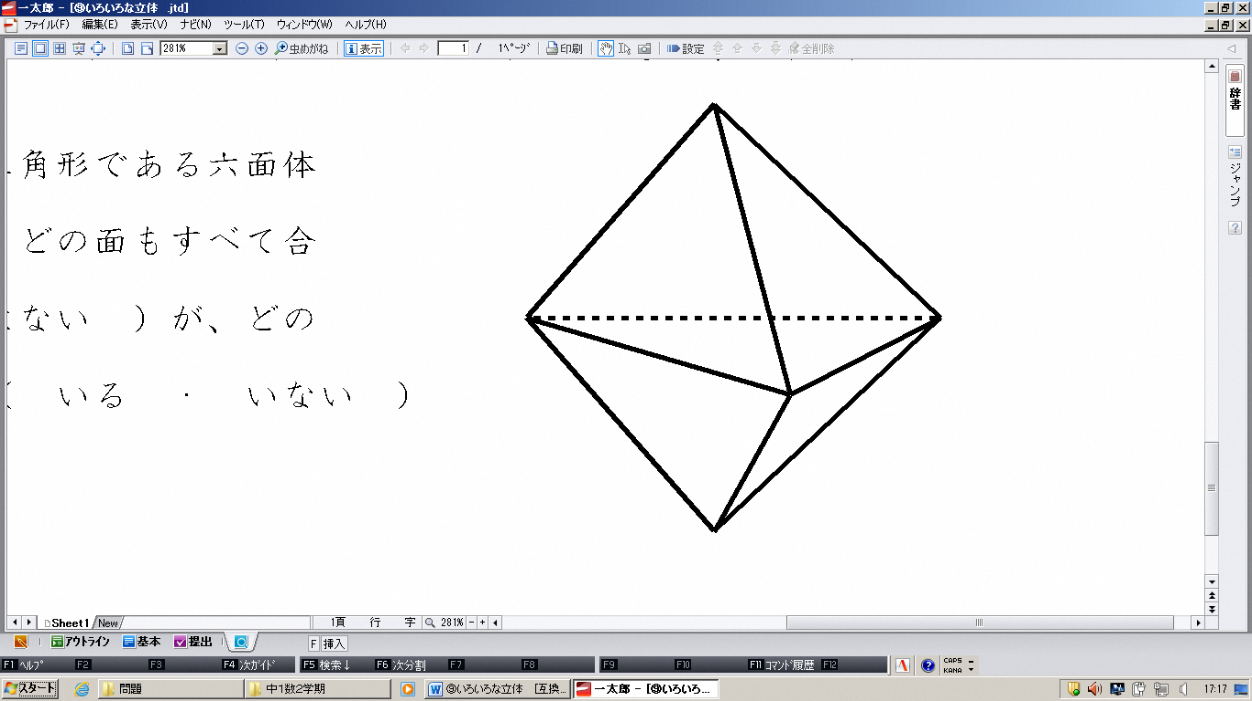 一太郎 - [⑨いろいろな立体 .jtd]
ファイル(F) 編集(E) 表示(V) ナビ(N) ツール(T) ウィンドウ(W) ヘルプ(H)
281% 虫めがね 表示 1 / 1ページ 印刷 設定 全削除
辞書
ジャンプ
角形である六面体
どの面もすべて合
ない ）が、どの
（ いる ・ いない ）
Sheet1 New 1頁 行 字 281%
アウトライン 基本 提出 F 挿入
F1 ヘルプ F2 F3 F4 次ガイド F5 検索↓ F6 次分割 F7 F8 F9 F10 F11 コマンド履歴 F12 CAPS KANA
スタート 問題 中1数2学期 ⑨いろいろな立体 [互換... 一太郎 - [⑨いろいろ... 17:17